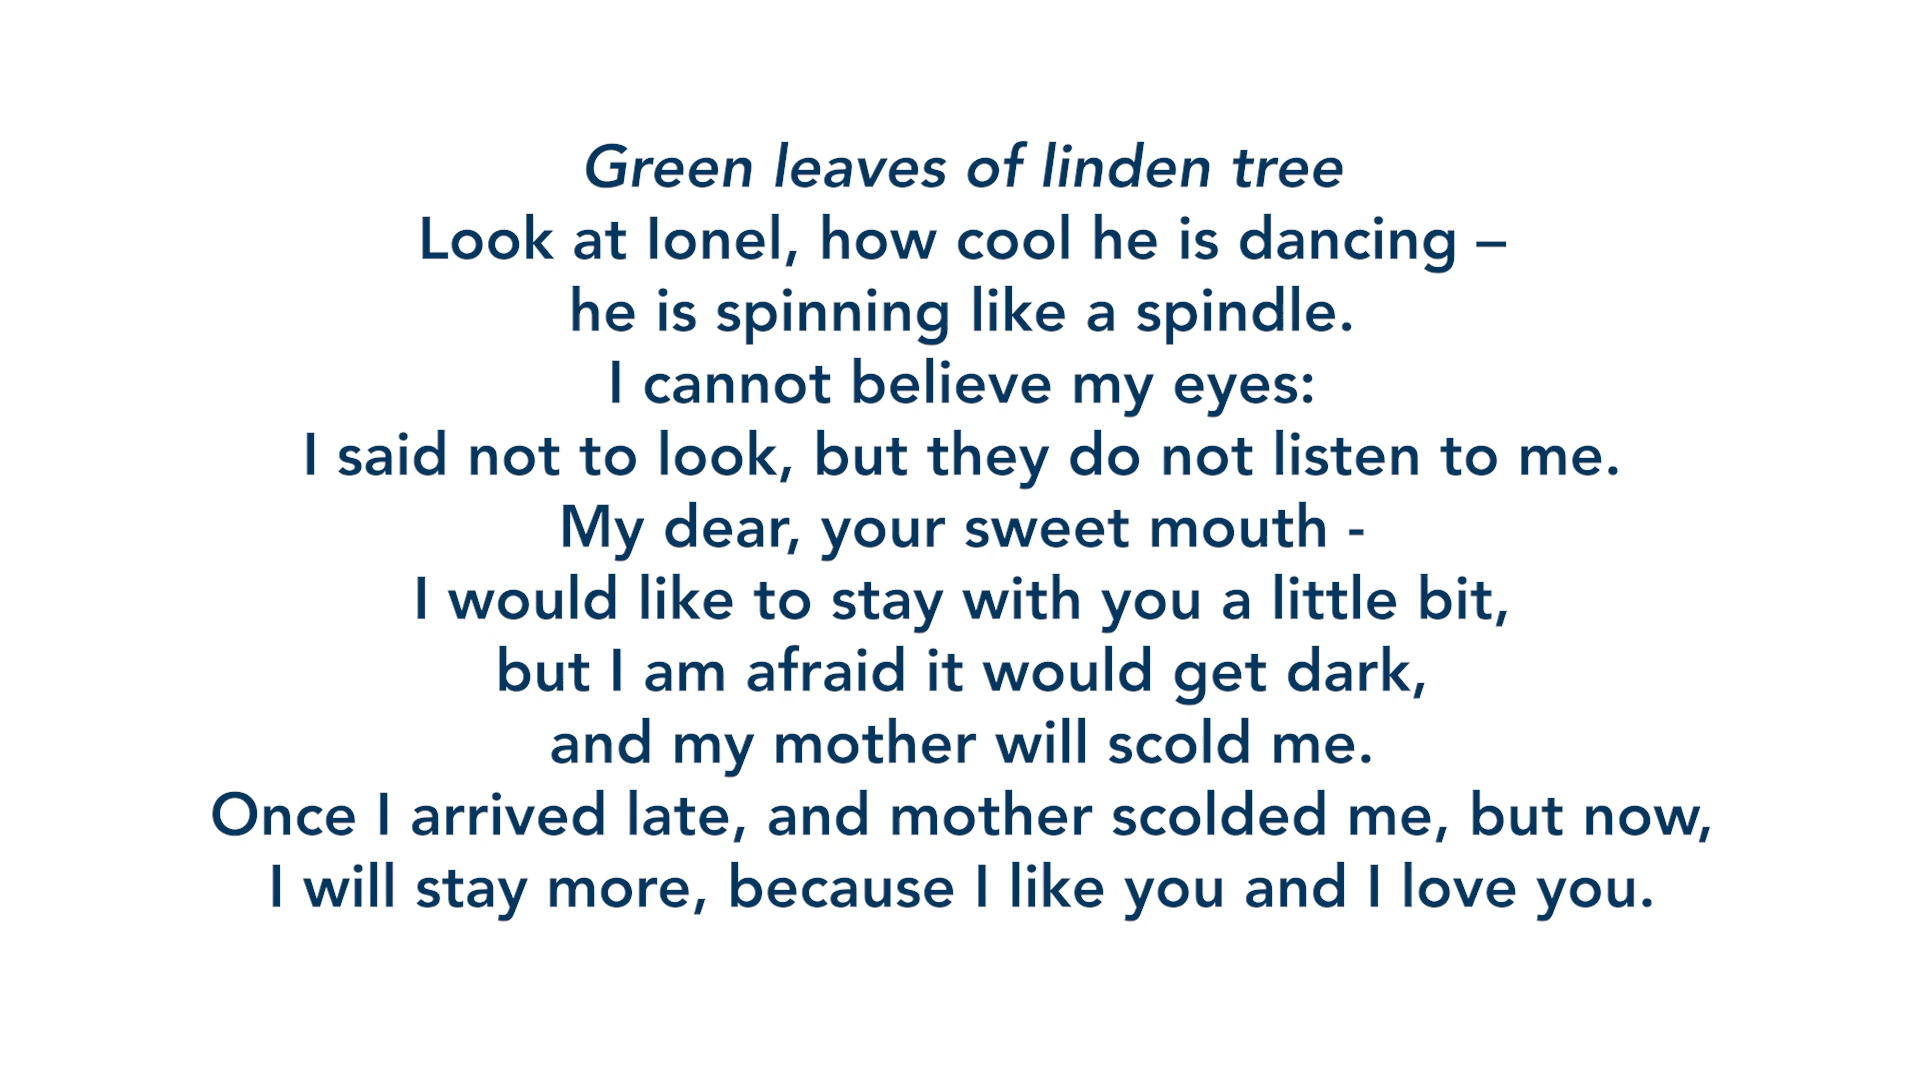 Green leaves of linden tree
Look at Ionel, how cool he is dancing –
he is spinning like a spindle.
I cannot believe my eyes:
I said not to look, but they do not listen to me.
My dear, your sweet mouth -
I would like to stay with you a little bit,
but I am afraid it would get dark,
and my mother will scold me.
Once I arrived late, and mother scolded me, but now,
I will stay more, because I like you and I love you.